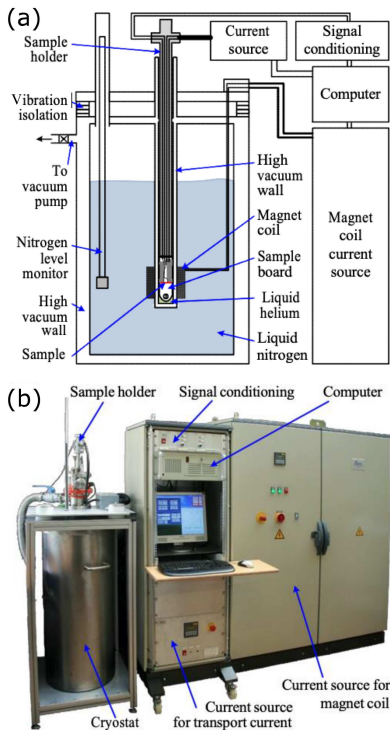 (a)
Sample
holder
Current
source
Signal
conditioning
Vibration
isolation
Computer
To
vacuum
pump
High
vacuum
wall
Magnet
coil
Magnet
coil
current
source
Nitrogen
level
monitor
Sample
board
High
vacuum
wall
Liquid
helium
Sample
Liquid
nitrogen
(b)
Sample holder
Signal conditioning
Computer
Cryostat
Current source
for transport current
Current source for
magnet coil